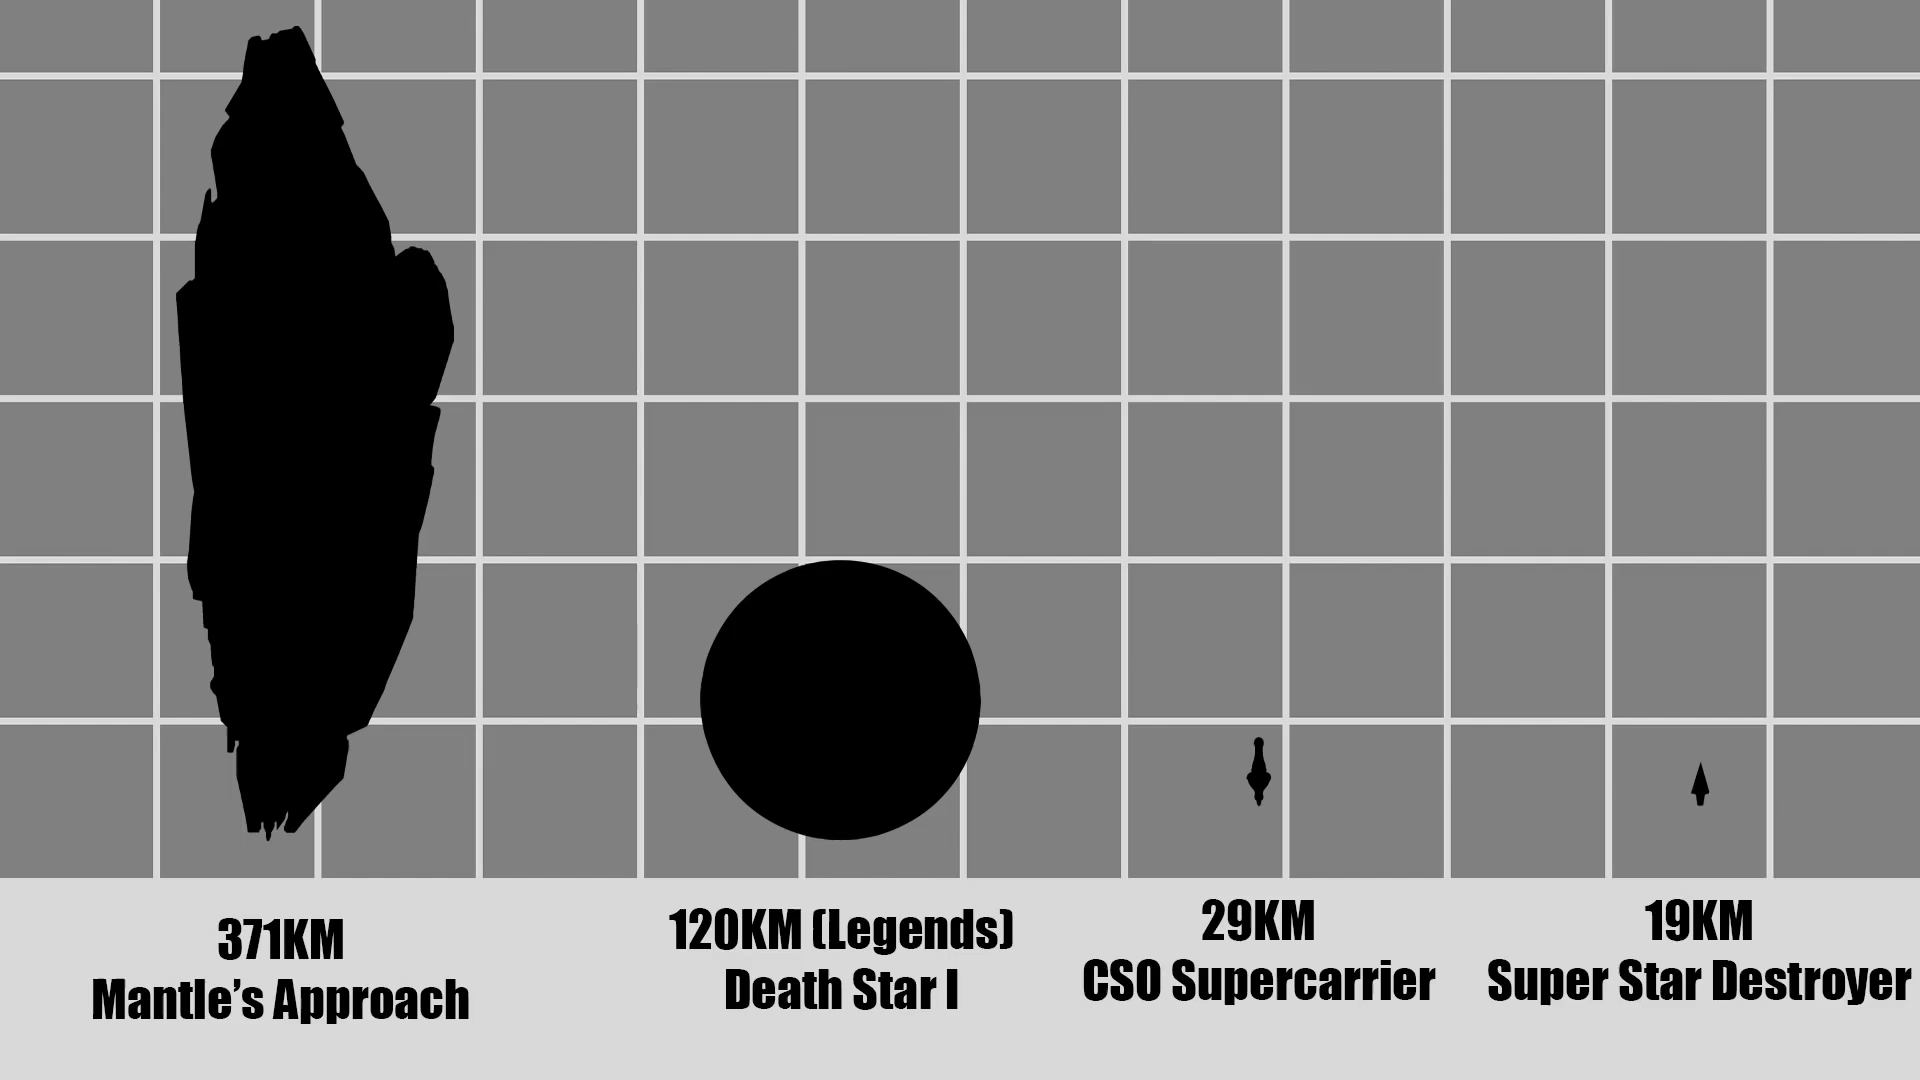 371KM
Mantle’s Approach
120KM (Legends)
Death Star I
29KM
CSO Supercarrier
19KM
Super Star Destroyer